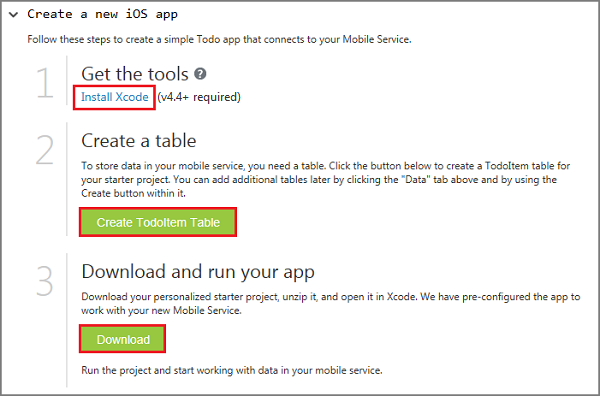 Create a new iOS app
Follow these steps to create a simple Todo app that connects to your Mobile Service.
1
Get the tools ?
Install Xcode (v4.4+ required)
2
Create a table
To store data in your mobile service, you need a table. Click the button below to create a TodoItem table for
your starter project. You can add additional tables later by clicking the "Data" tab above and by using the
Create button within it.
Create TodoItem Table
3
Download and run your app
Download your personalized starter project, unzip it, and open it in Xcode. We have pre-configured the app to
work with your new Mobile Service.
Download
Run the project and start working with data in your mobile service.